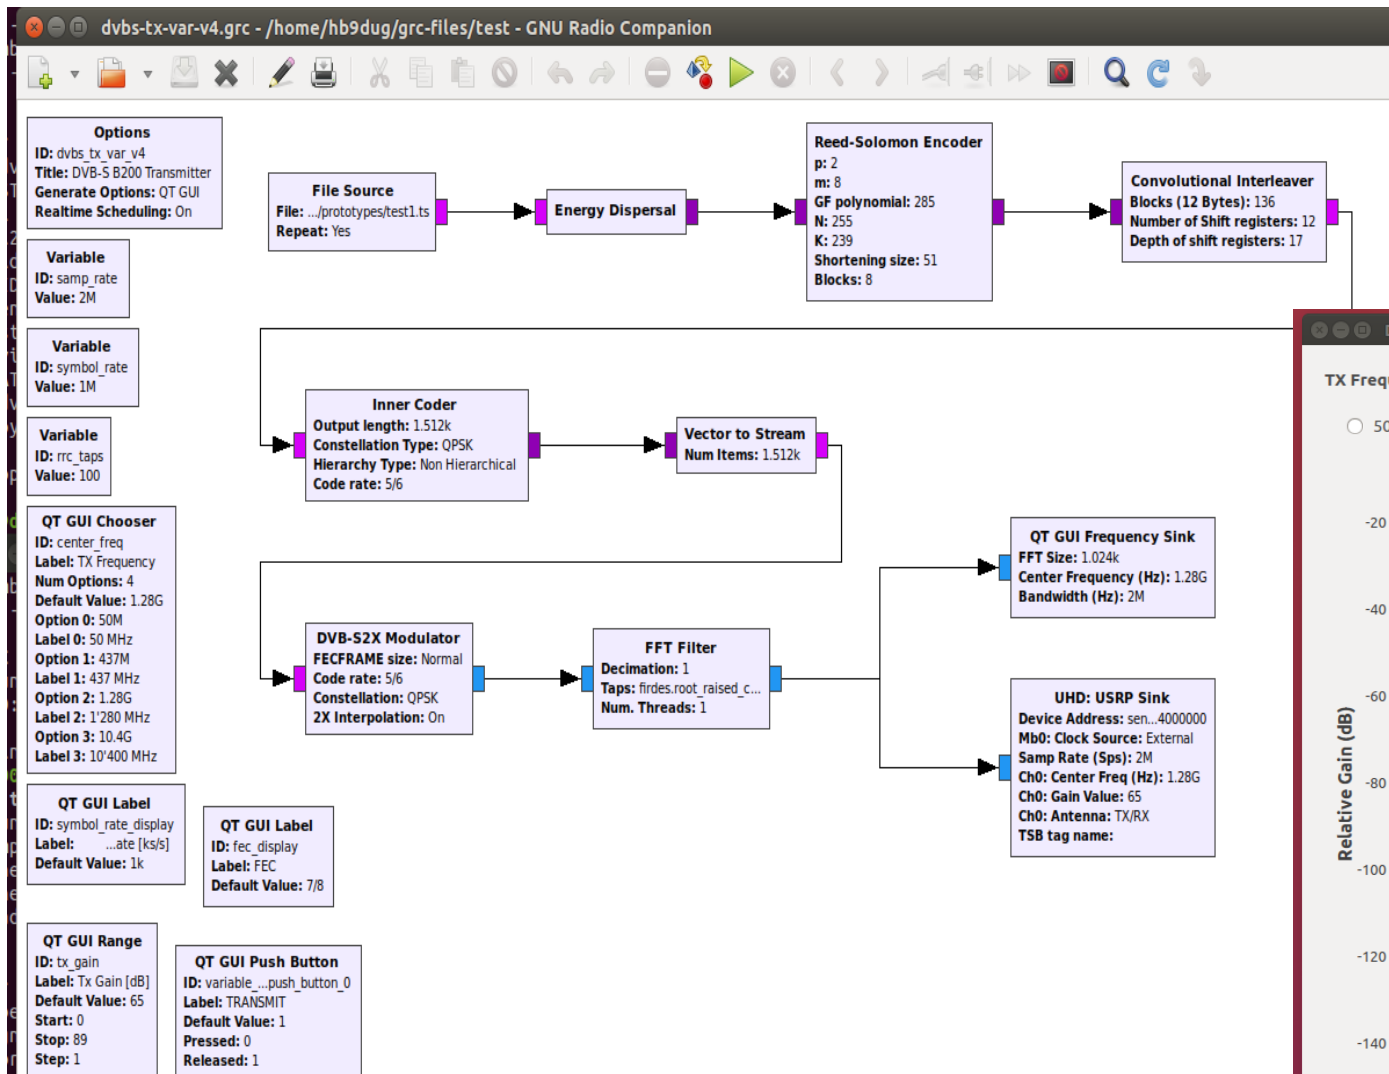 dvbs-tx-var-v4.grc - /home/hb9dug/grc-files/test - GNU Radio Companion
Options
ID: dvbs_tx_var_v4
Title: DVB-S B200 Transmitter
Generate Options: QT GUI
Realtime Scheduling: On
File Source
File: .../prototypes/test1.ts
Repeat: Yes
Energy Dispersal
Reed-Solomon Encoder
p: 2
m: 8
GF polynomial: 285
N: 255
K: 239
Shortening size: 51
Blocks: 8
Convolutional Interleaver
Blocks (12 Bytes): 136
Number of Shift registers: 12
Depth of shift registers: 17
Variable
ID: samp_rate
Value: 2M
Variable
ID: symbol_rate
Value: 1M
Variable
ID: rrc_taps
Value: 100
Inner Coder
Output length: 1.512k
Constellation Type: QPSK
Hierarchy Type: Non Hierarchical
Code rate: 5/6
Vector to Stream
Num Items: 1.512k
QT GUI Chooser
ID: center_freq
Label: TX Frequency
Num Options: 4
Default Value: 1.28G
Option 0: 50M
Label 0: 50 MHz
Option 1: 437M
Label 1: 437 MHz
Option 2: 1.28G
Label 2: 1'280 MHz
Option 3: 10.4G
Label 3: 10'400 MHz
DVB-S2X Modulator
FECFRAME size: Normal
Code rate: 5/6
Constellation: QPSK
2X Interpolation: On
FFT Filter
Decimation: 1
Taps: firdes.root_raised_c...
Num. Threads: 1
QT GUI Frequency Sink
FFT Size: 1.024k
Center Frequency (Hz): 1.28G
Bandwidth (Hz): 2M
UHD: USRP Sink
Device Address: sen...4000000
Mb0: Clock Source: External
Samp Rate (Sps): 2M
Ch0: Center Freq (Hz): 1.28G
Ch0: Gain Value: 65
Ch0: Antenna: TX/RX
TSB tag name:
QT GUI Label
ID: symbol_rate_display
Label: ...ate [ks/s]
Default Value: 1k
QT GUI Label
ID: fec_display
Label: FEC
Default Value: 7/8
QT GUI Range
ID: tx_gain
Label: Tx Gain [dB]
Default Value: 65
Start: 0
Stop: 89
Step: 1
QT GUI Push Button
ID: variable_...push_button_0
Label: TRANSMIT
Default Value: 1
Pressed: 0
Released: 1
TX Frequ
50
-20
-40
-60
-80
-100
-120
-140
Relative Gain (dB)